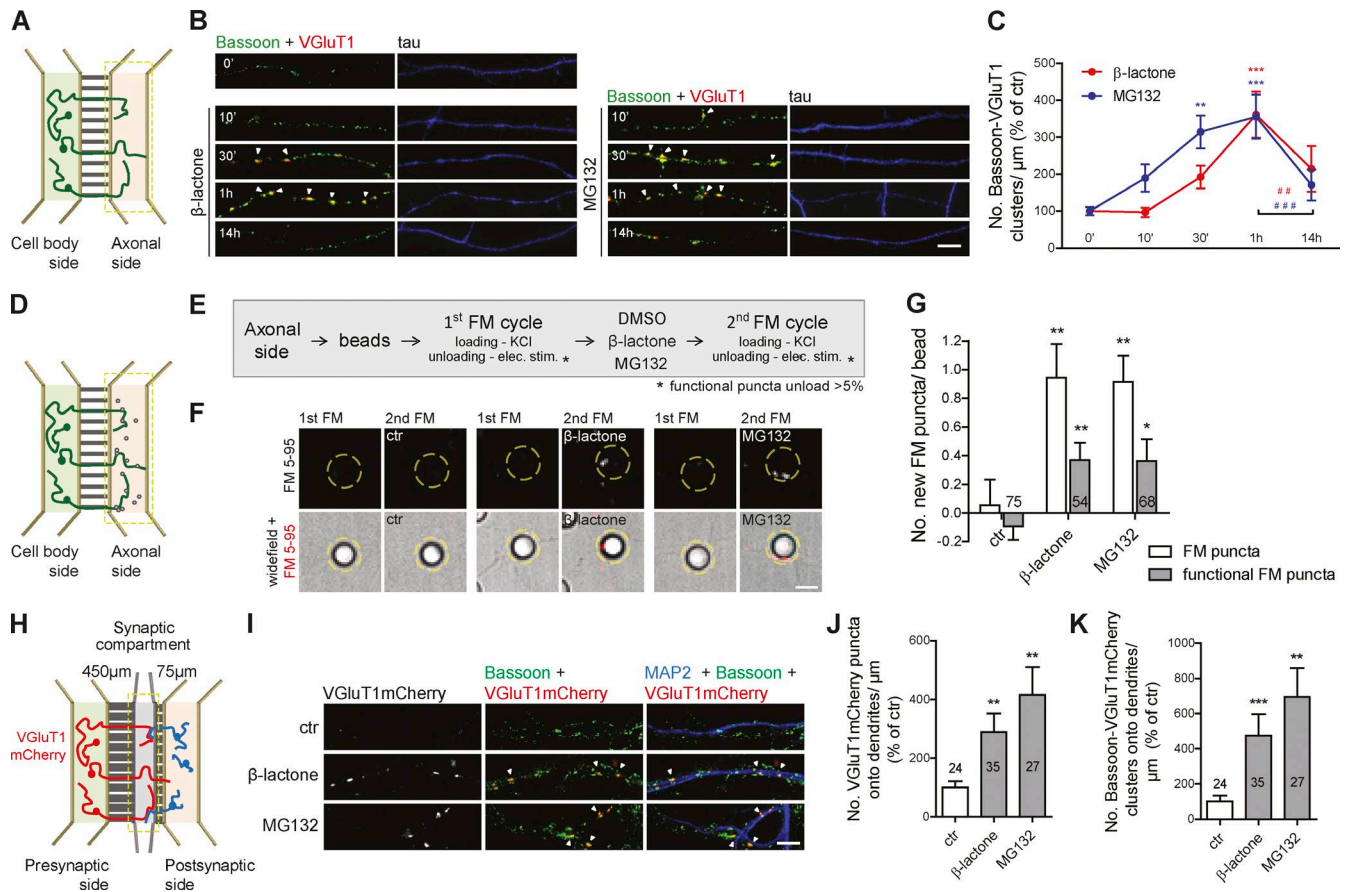 A
Cell body side
Axonal side
B
Bassoon + VGluT1
tau
0'
β-lactone
10'
30'
1h
14h
Bassoon + VGluT1
tau
MG132
10'
30'
1h
14h
C
No. Bassoon-VGluT1 clusters/ μm (% of ctr)
500
400
300
200
100
0
β-lactone
MG132
**
***
***
##
###
0'
10'
30'
1h
14h
D
Cell body side
Axonal side
E
Axonal side
→ beads →
1st FM cycle
loading - KCl
unloading - elec. stim. *
→
DMSO
β-lactone
MG132
→
2nd FM cycle
loading - KCl
unloading - elec. stim. *
* functional puncta unload >5%
F
1st FM
2nd FM
1st FM
2nd FM
1st FM
2nd FM
FM 5-95
ctr
β-lactone
MG132
widefield +
FM 5-95
ctr
β-lactone
MG132
G
No. new FM puncta/ bead
1.2
1.0
0.8
0.6
0.4
0.2
0.0
-0.2
75
**
**
54
**
*
68
ctr
β-lactone
MG132
FM puncta
functional FM puncta
H
Synaptic compartment
450μm
75μm
VGluT1
mCherry
Presynaptic side
Postsynaptic side
I
VGluT1mCherry
Bassoon +
VGluT1mCherry
MAP2 + Bassoon +
VGluT1mCherry
ctr
β-lactone
MG132
J
No. VGluT1mCherry puncta onto dendrites/ μm (% of ctr)
600
400
200
0
24
**
35
**
27
ctr
β-lactone
MG132
K
No. Bassoon-VGluT1mCherry clusters onto dendrites/ μm (% of ctr)
1000
800
600
400
200
0
24
***
35
**
27
ctr
β-lactone
MG132